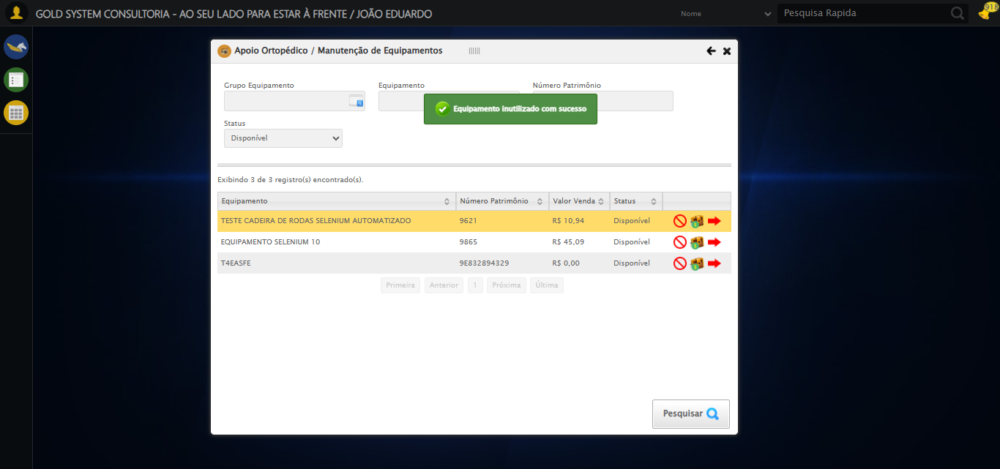 GOLD SYSTEM CONSULTORIA - AO SEU LADO PARA ESTAR À FRENTE / JOÃO EDUARDO
Nome
Pesquisa Rapida
918
Apoio Ortopédico / Manutenção de Equipamentos
Grupo Equipamento
Equipamento
Número Patrimônio
Equipamento inutilizado com sucesso
Status
Disponível
Exibindo 3 de 3 registro(s) encontrado(s).
Equipamento Número Patrimônio Valor Venda Status
TESTE CADEIRA DE RODAS SELENIUM AUTOMATIZADO 9621 R$ 10,94 Disponível
EQUIPAMENTO SELENIUM 10 9865 R$ 45,09 Disponível
T4EASFE 9E832894329 R$ 0,00 Disponível
Primeira Anterior 1 Próxima Última
Pesquisar